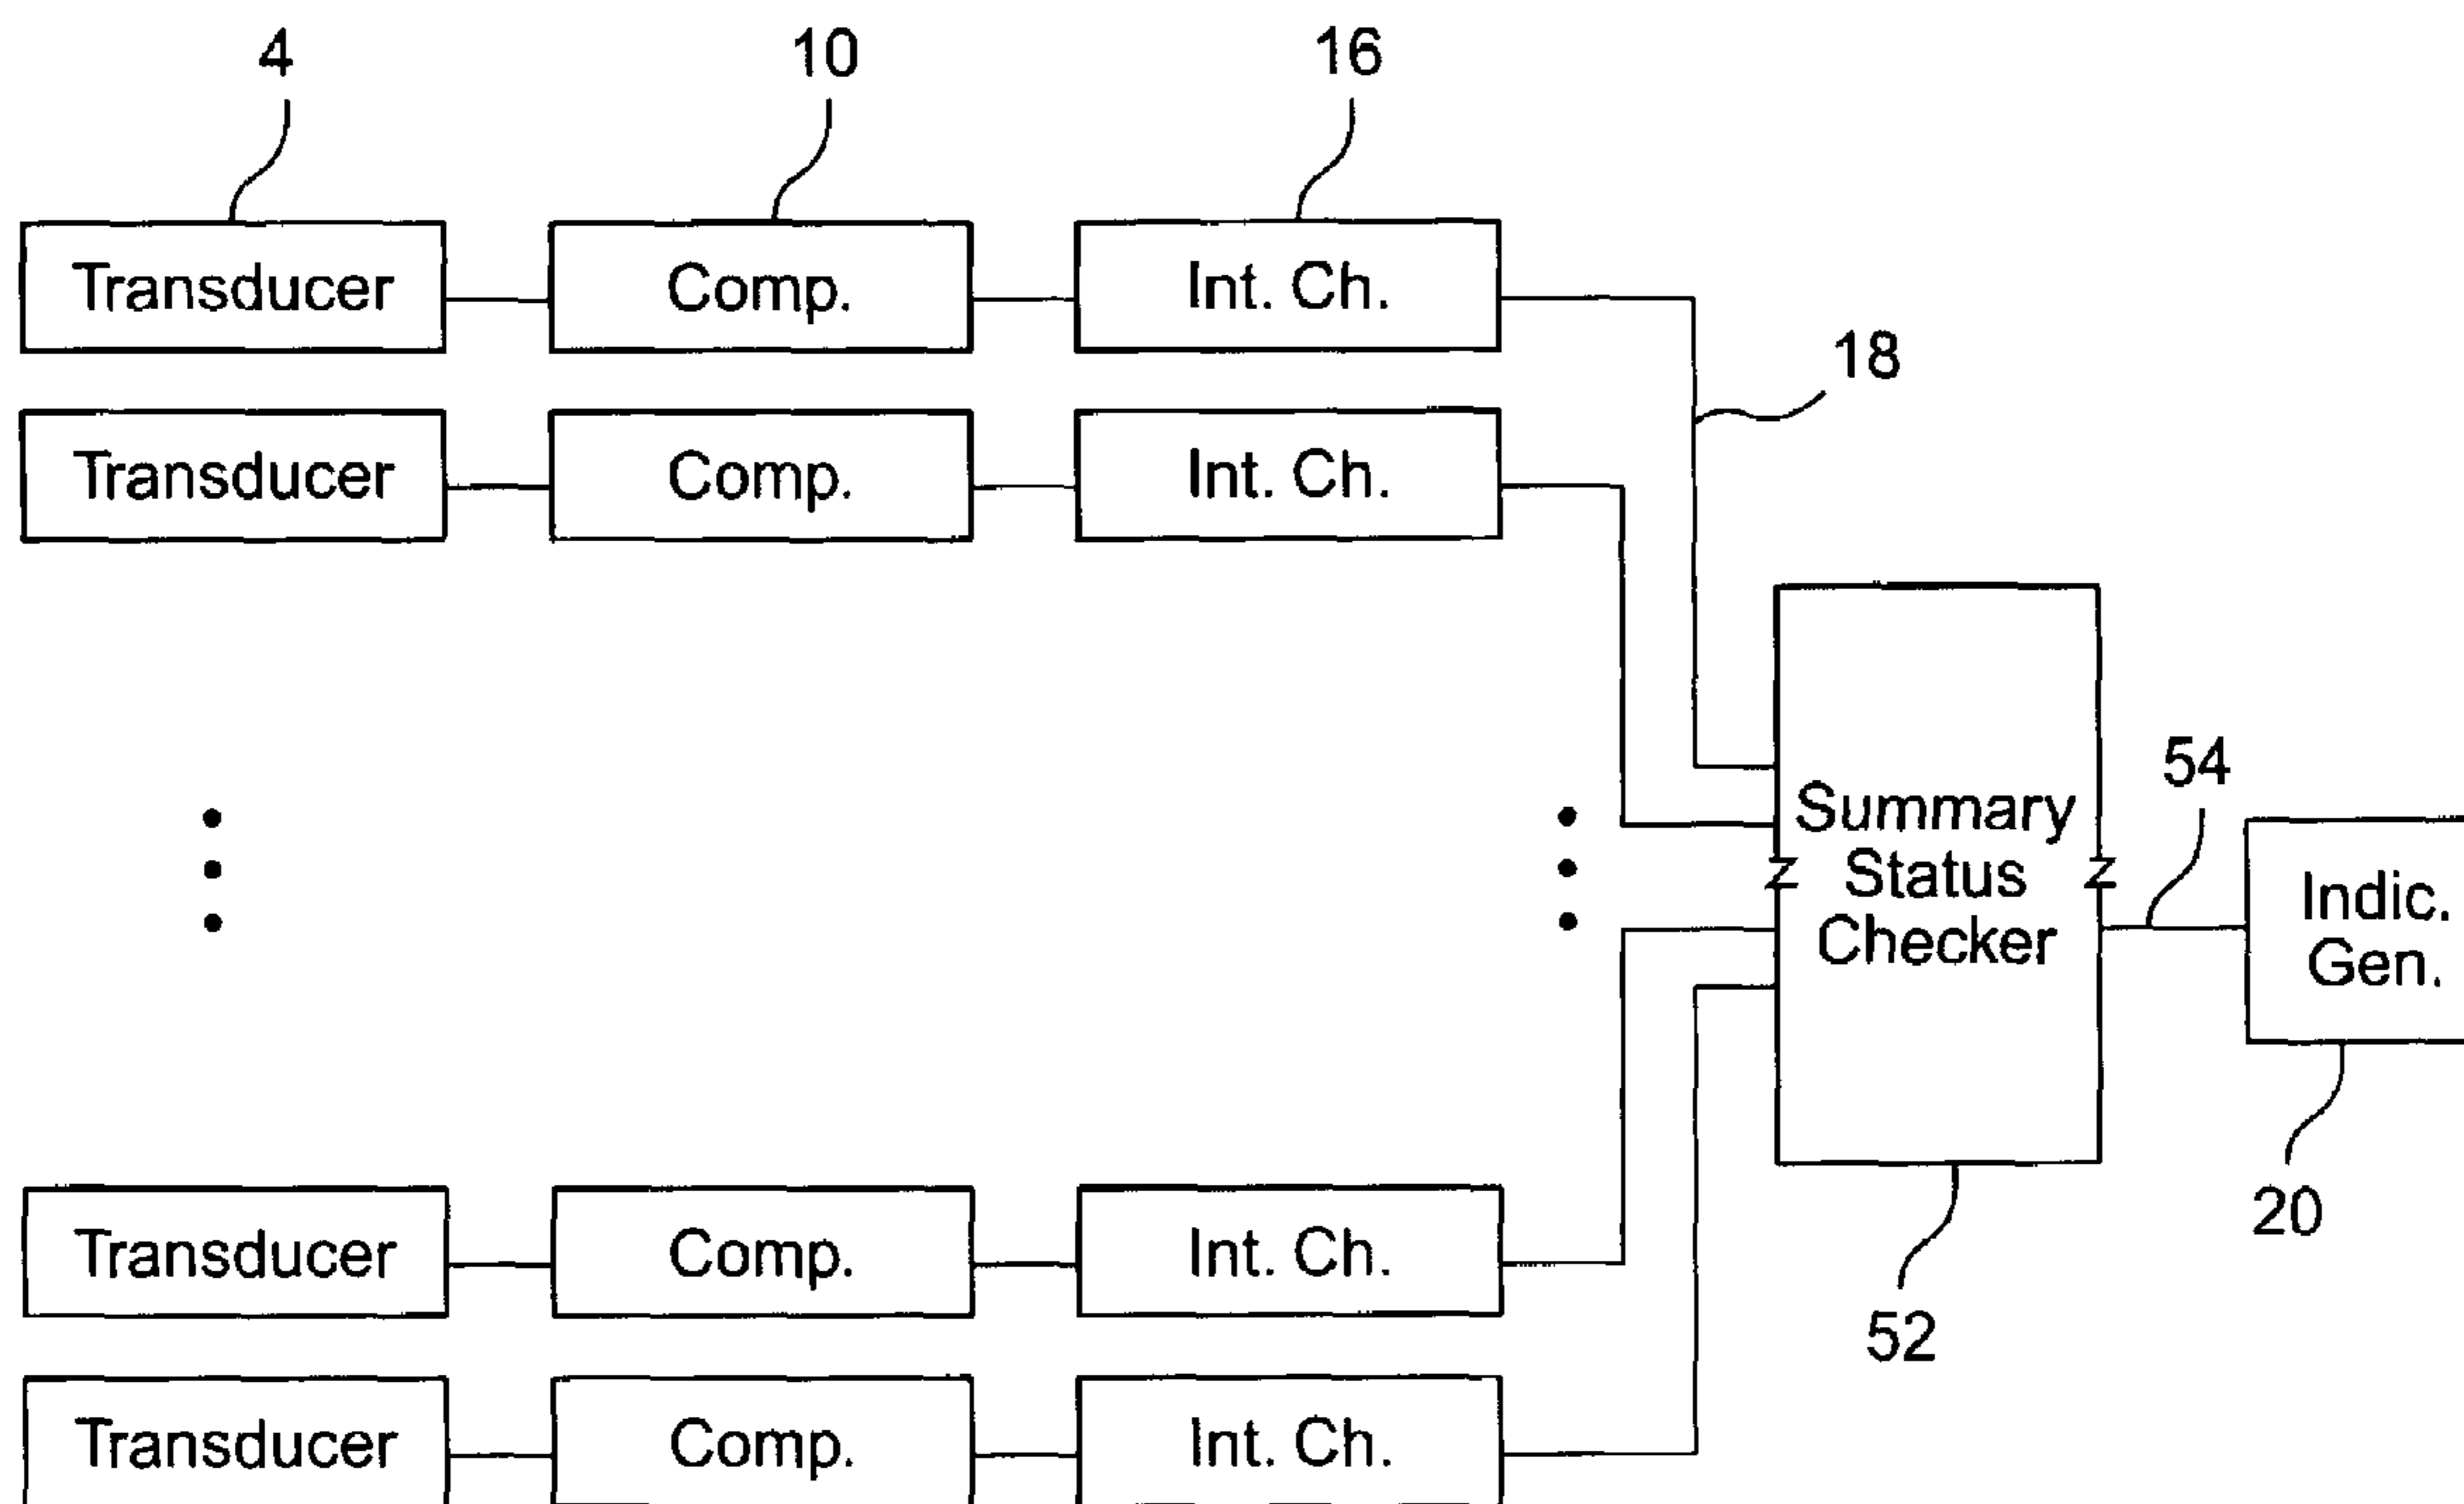 4
10
16
Transducer
Comp.
Int. Ch.
18
Transducer
Comp.
Int. Ch.
54
Summary
Status
Checker
Indic.
Gen.
20
52
Transducer
Comp.
Int. Ch.
Transducer
Comp.
Int. Ch.